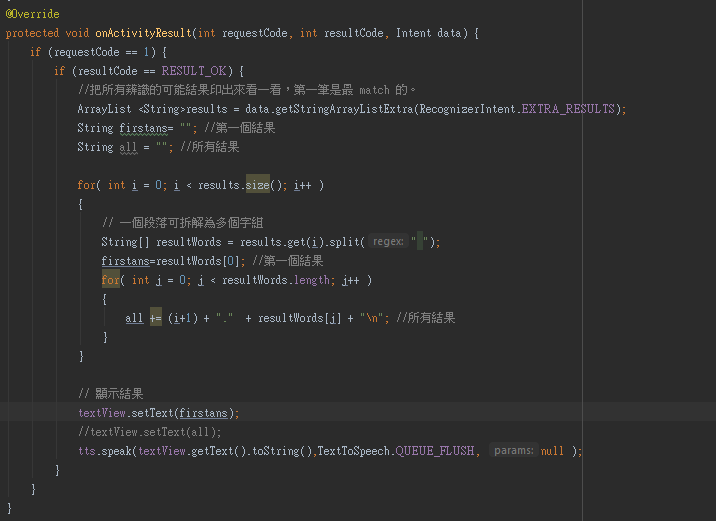 @Override
protected void onActivityResult(int requestCode, int resultCode, Intent data) {
if (requestCode == 1) {
if (resultCode == RESULT_OK) {
//把所有辨識的可能結果印出來看一看，第一筆是最 match 的。
ArrayList <String>results = data.getStringArrayListExtra(RecognizerIntent.EXTRA_RESULTS);
String firstans= ""; //第一個結果
String all = ""; //所有結果
for( int i = 0; i < results.size(); i++ )
{
// 一個段落可拆解為多個字組
String[] resultWords = results.get(i).split( regex: " ");
firstans=resultWords[0]; //第一個結果
for( int j = 0; j < resultWords.length; j++ )
{
all += (i+1) + "." + resultWords[j] + "\n"; //所有結果
}
}
// 顯示結果
textView.setText(firstans);
//textView.setText(all);
tts.speak(textView.getText().toString(),TextToSpeech.QUEUE_FLUSH, params: null );
}
}
}